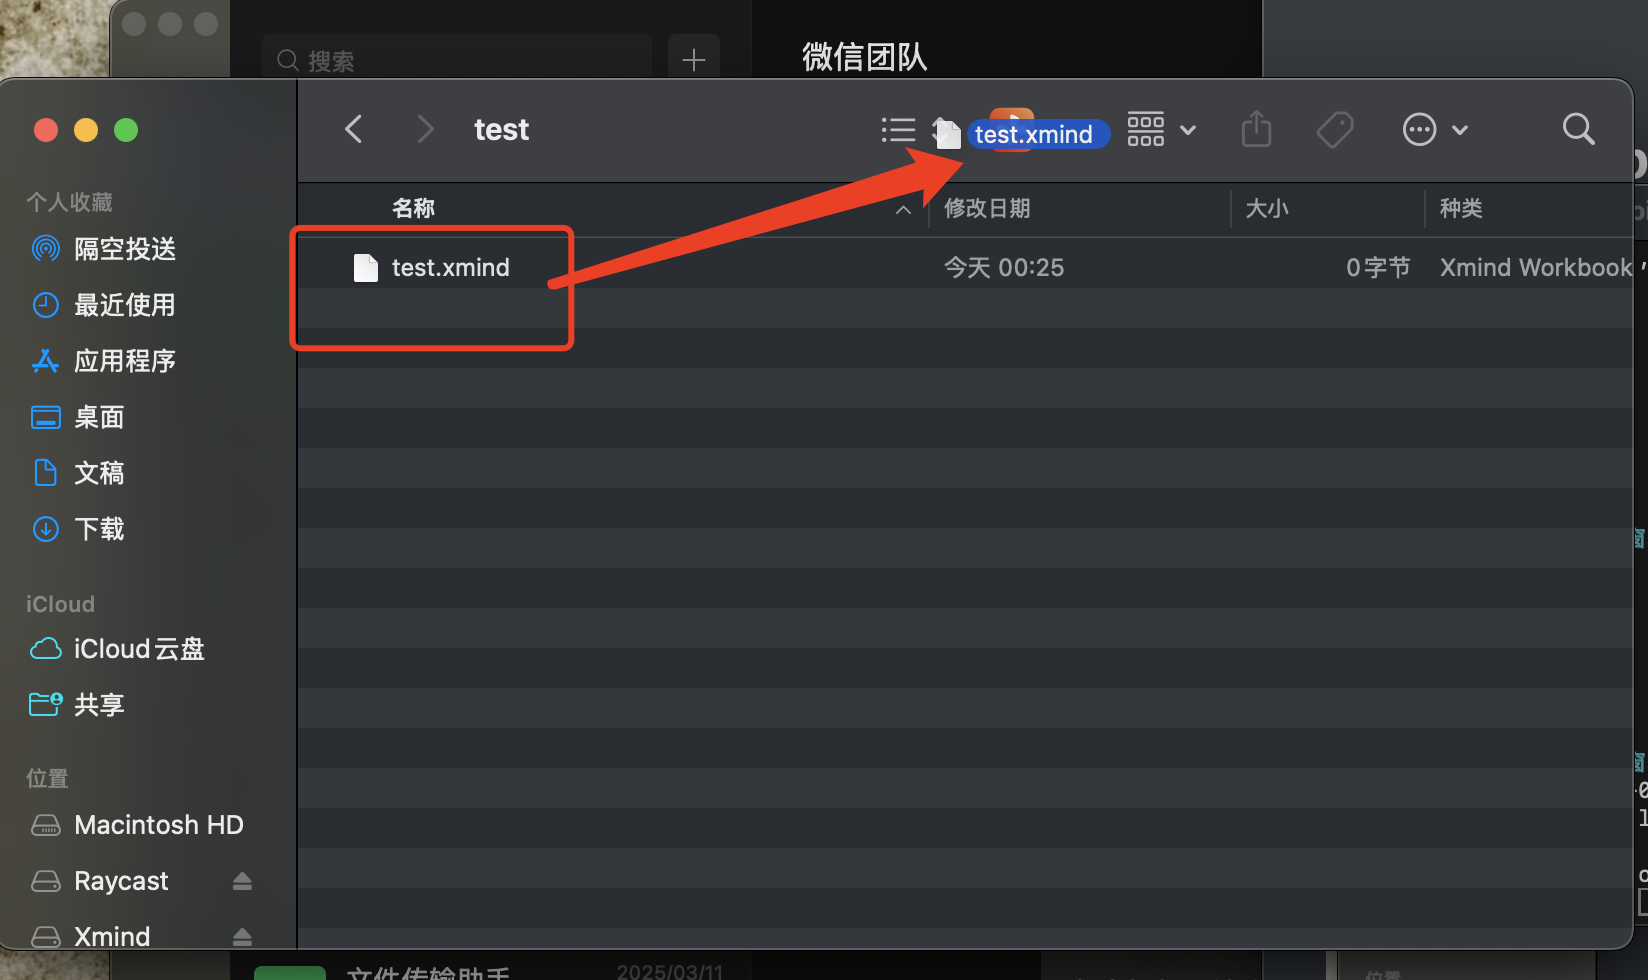 搜索
微信团队
test
test.xmind
名称
修改日期
大小
种类
test.xmind
今天 00:25
0字节
Xmind Workbook
个人收藏
隔空投送
最近使用
应用程序
桌面
文稿
下载
iCloud
iCloud云盘
共享
位置
Macintosh HD
Raycast
Xmind
文件传输助手
2025/03/11
位置